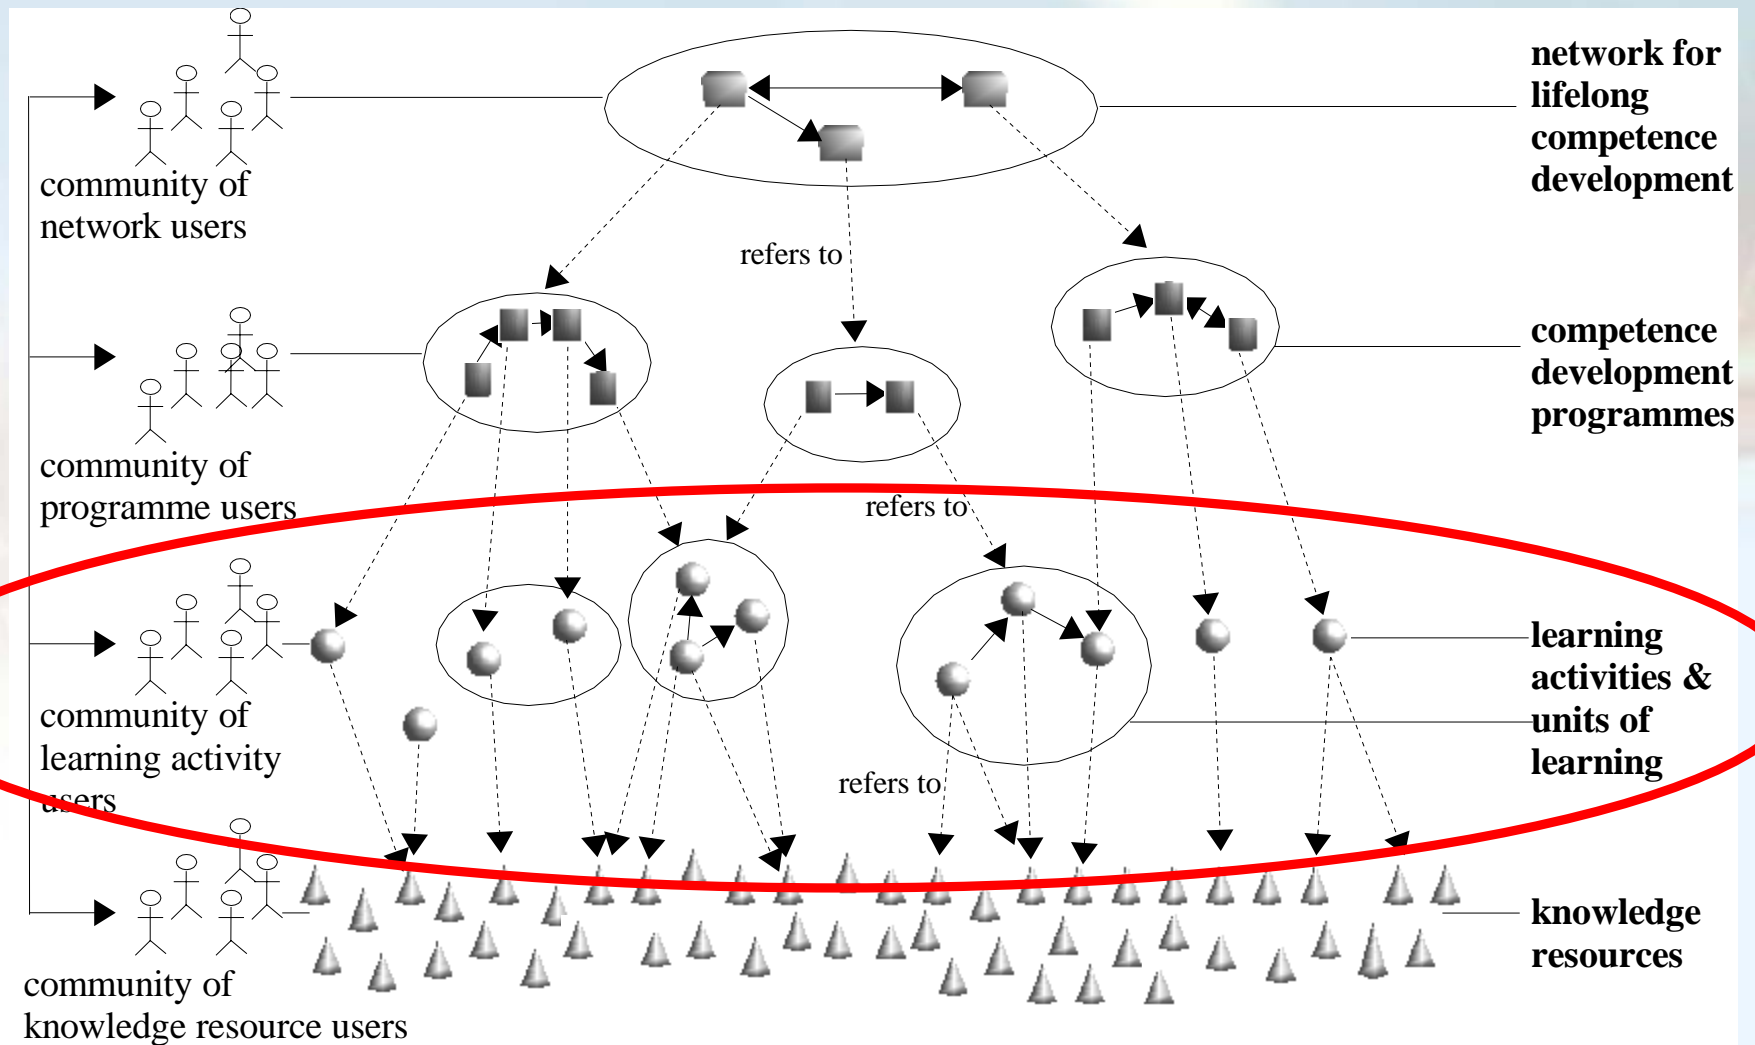 network for
lifelong
competence
development
community of
network users
refers to
competence
development
programmes
community of
programme users
refers to
learning
activities &
units of
learning
community of
learning activity
users
refers to
knowledge
resources
community of
knowledge resource users